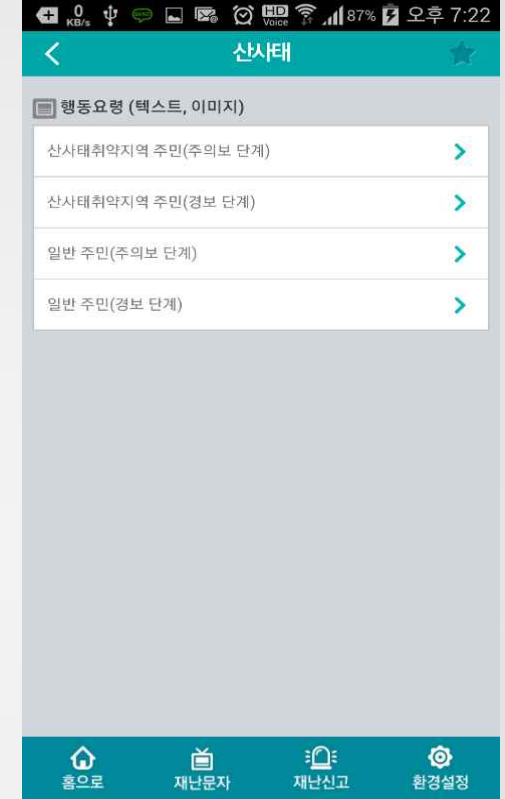 0
KB/s
HD
Voice
87%
오후 7:22
산사태
행동요령 (텍스트, 이미지)
산사태취약지역 주민(주의보 단계)
산사태취약지역 주민(경보 단계)
일반 주민(주의보 단계)
일반 주민(경보 단계)
홈으로
재난문자
재난신고
환경설정